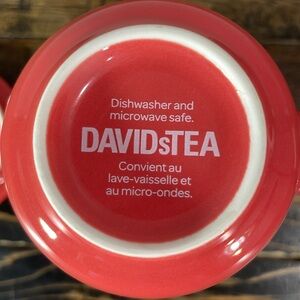 Dishwasher and
microwave safe.
DAVIDsTEA
Convient au
lave-vaisselle et
au micro-ondes.